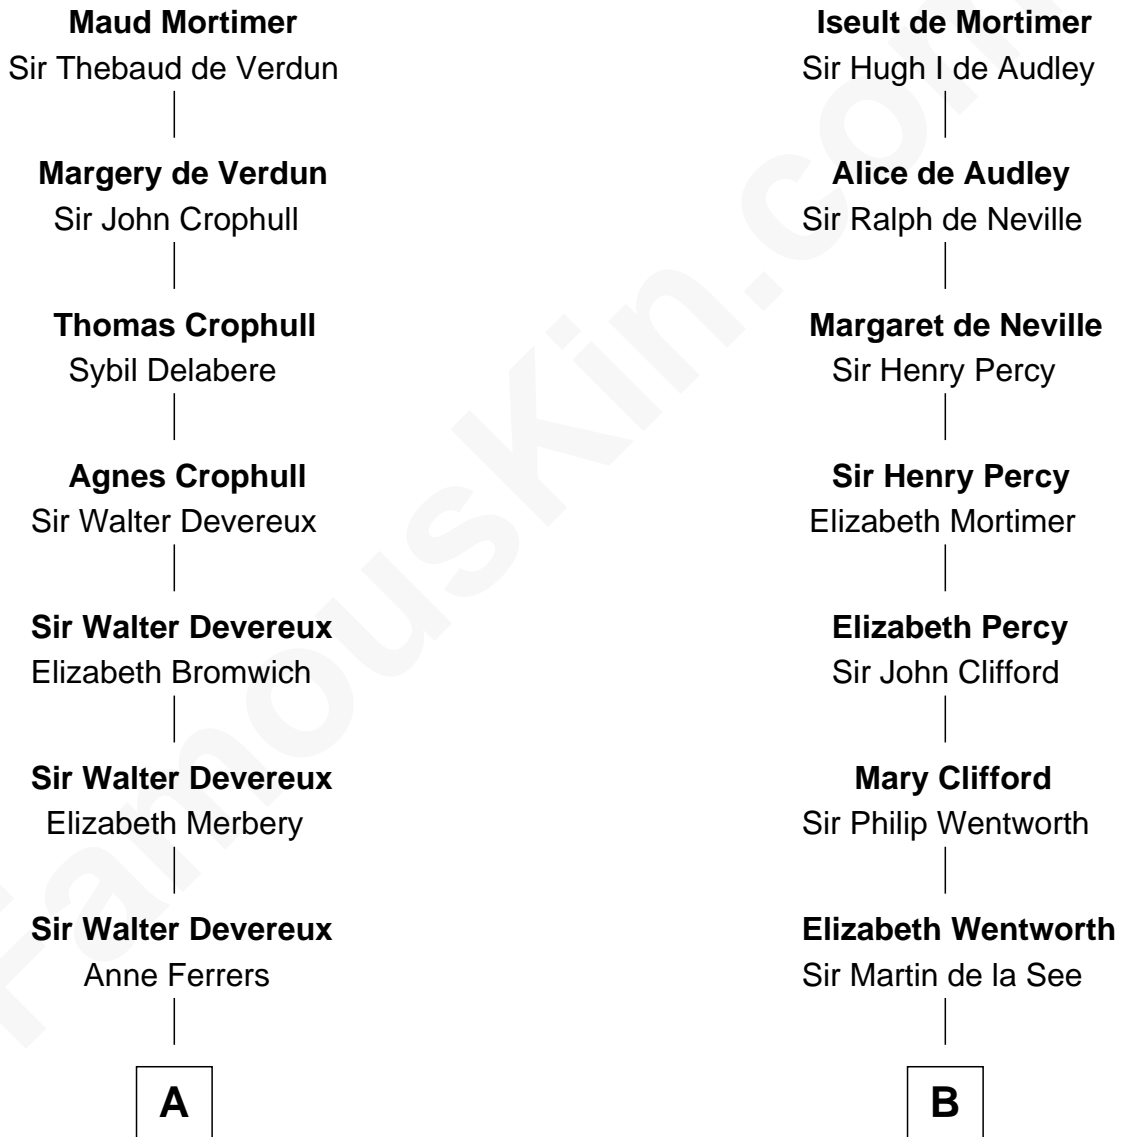 Maud Mortimer
Sir Thebaud de Verdun
Margery de Verdun
Sir John Crophull
Thomas Crophull
Sybil Delabere
Agnes Crophull
Sir Walter Devereux
Sir Walter Devereux
Elizabeth Bromwich
Sir Walter Devereux
Elizabeth Merbery
Sir Walter Devereux
Anne Ferrers
A
Iseult de Mortimer
Sir Hugh I de Audley
Alice de Audley
Sir Ralph de Neville
Margaret de Neville
Sir Henry Percy
Sir Henry Percy
Elizabeth Mortimer
Elizabeth Percy
Sir John Clifford
Mary Clifford
Sir Philip Wentworth
Elizabeth Wentworth
Sir Martin de la See
B
FamousKin.com